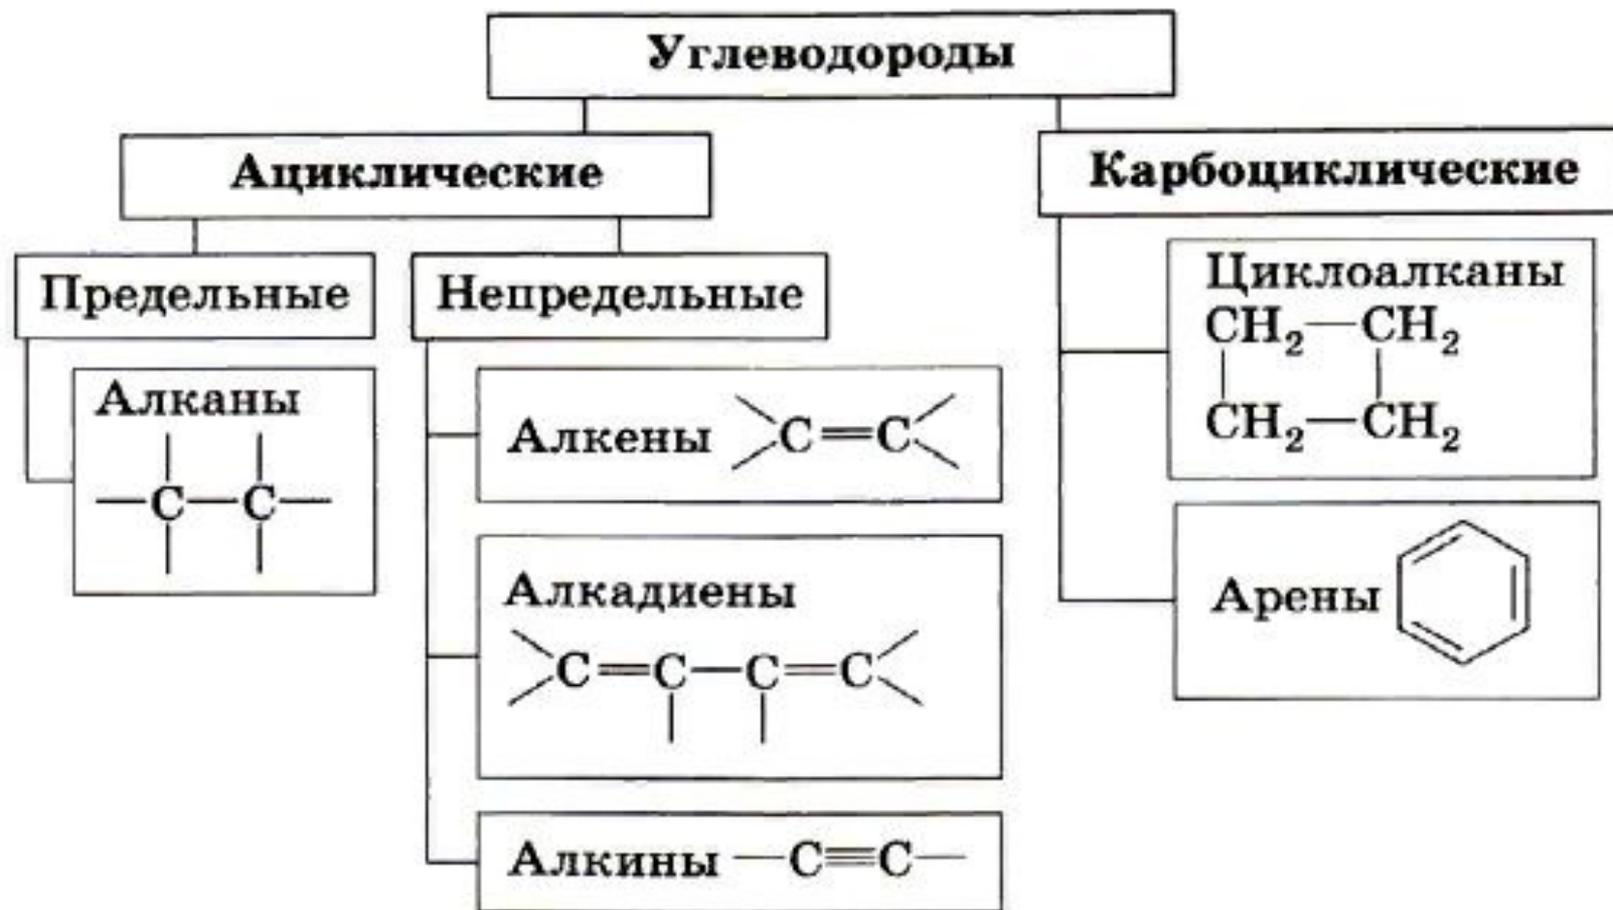 Углеводороды
Ациклические
Карбоциклические
Предельные
Непредельные
Алканы
—C—C—
Алкены C=C
Алкадиены
C=C—C=C
Алкины —C≡C—
Циклоалканы
CH₂—CH₂
CH₂—CH₂
Арены